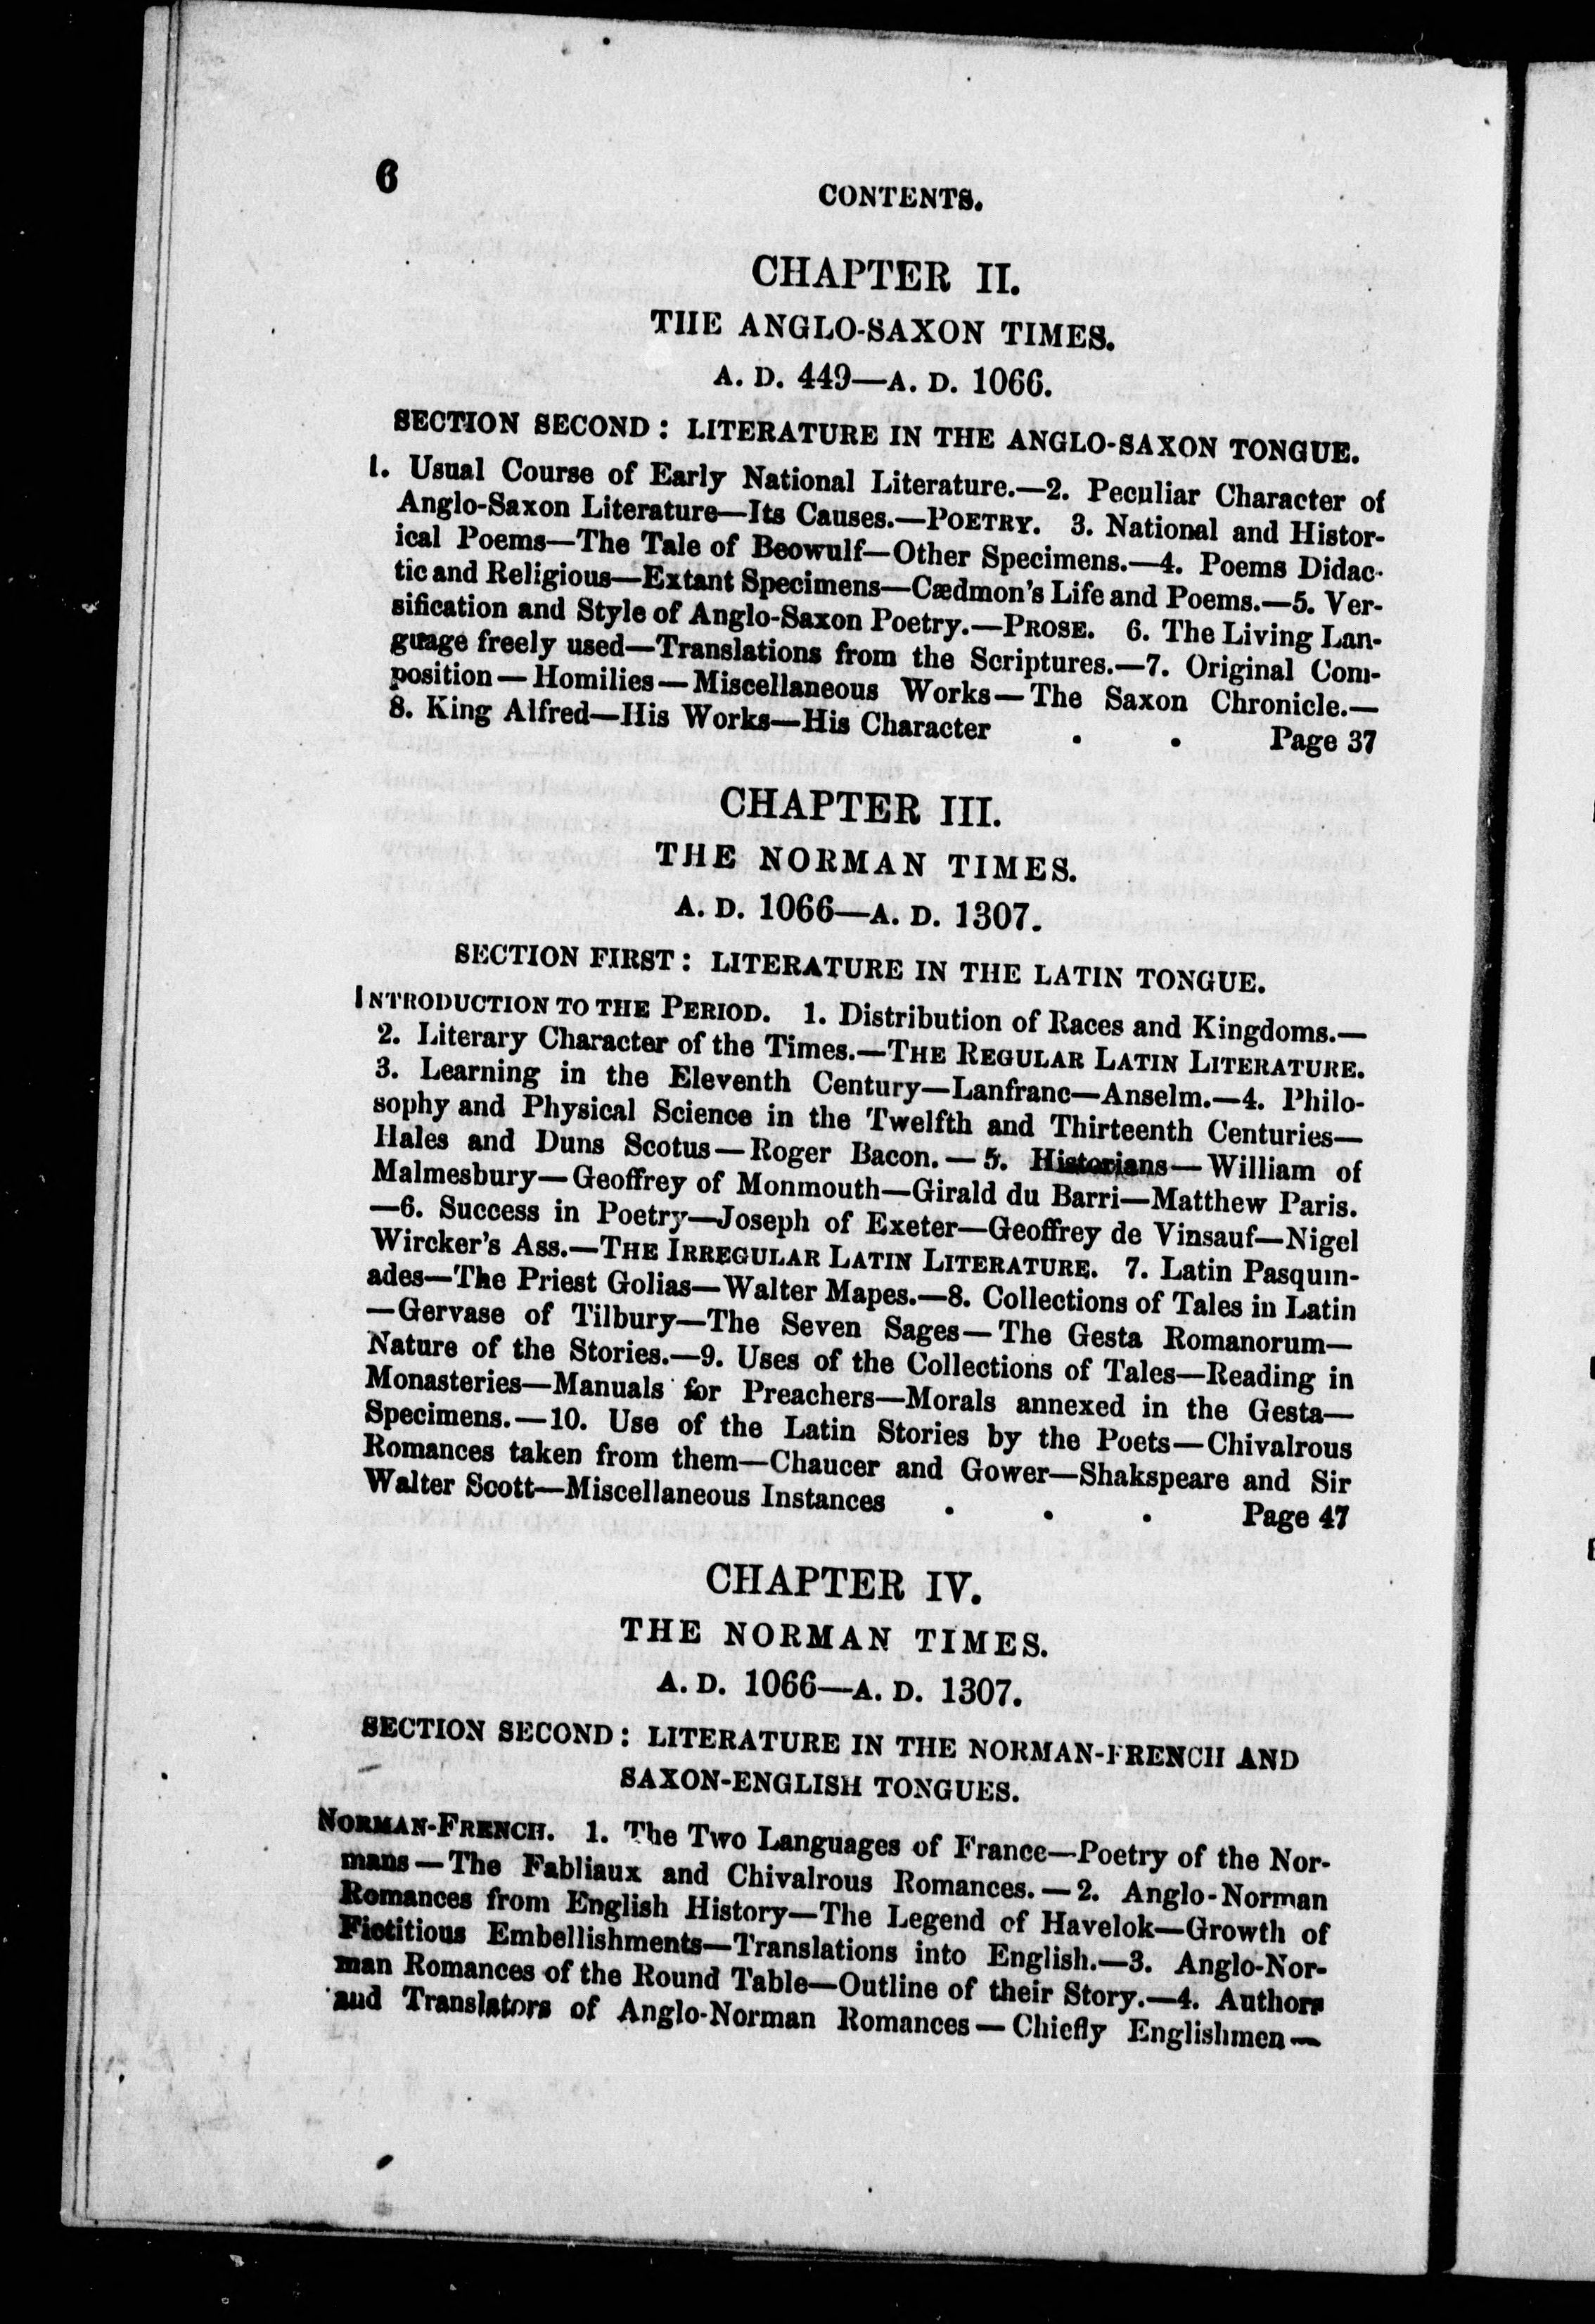 6
CONTENTS.
CHAPTER II.
THE ANGLO-SAXON TIMES.
A. D. 449—A. D. 1066.
SECTION SECOND: LITERATURE IN THE ANGLO-SAXON TONGUE.
1. Usual Course of Early National Literature.—2. Peculiar Character of
Anglo-Saxon Literature—Its Causes.—POETRY. 3. National and Histor-
ical Poems—The Tale of Beowulf—Other Specimens.—4. Poems Didac-
tic and Religious—Extant Specimens—Cædmon's Life and Poems.—5. Ver-
sification and Style of Anglo-Saxon Poetry.—PROSE. 6. The Living Lan-
guage freely used—Translations from the Scriptures.—7. Original Com-
position—Homilies—Miscellaneous Works—The Saxon Chronicle.—
8. King Alfred—His Works—His Character . . Page 37
CHAPTER III.
THE NORMAN TIMES.
A. D. 1066—A. D. 1307.
SECTION FIRST: LITERATURE IN THE LATIN TONGUE.
INTRODUCTION TO THE PERIOD. 1. Distribution of Races and Kingdoms.—
2. Literary Character of the Times.—THE REGULAR LATIN LITERATURE.
3. Learning in the Eleventh Century—Lanfranc—Anselm.—4. Philo-
sophy and Physical Science in the Twelfth and Thirteenth Centuries—
Hales and Duns Scotus—Roger Bacon.—5. Historians—William of
Malmesbury—Geoffrey of Monmouth—Girald du Barri—Matthew Paris.
—6. Success in Poetry—Joseph of Exeter—Geoffrey de Vinsauf—Nigel
Wircker's Ass.—THE IRREGULAR LATIN LITERATURE. 7. Latin Pasquin-
ades—The Priest Golias—Walter Mapes.—8. Collections of Tales in Latin
—Gervase of Tilbury—The Seven Sages—The Gesta Romanorum—
Nature of the Stories.—9. Uses of the Collections of Tales—Reading in
Monasteries—Manuals for Preachers—Morals annexed in the Gesta—
Specimens.—10. Use of the Latin Stories by the Poets—Chivalrous
Romances taken from them—Chaucer and Gower—Shakspeare and Sir
Walter Scott—Miscellaneous Instances . . . Page 47
CHAPTER IV.
THE NORMAN TIMES.
A. D. 1066—A. D. 1307.
SECTION SECOND: LITERATURE IN THE NORMAN-FRENCH AND
SAXON-ENGLISH TONGUES.
NORMAN-FRENCH. 1. The Two Languages of France—Poetry of the Nor-
mans—The Fabliaux and Chivalrous Romances.—2. Anglo-Norman
Romances from English History—The Legend of Havelok—Growth of
Fictitious Embellishments—Translations into English.—3. Anglo-Nor-
man Romances of the Round Table—Outline of their Story.—4. Authors
and Translators of Anglo-Norman Romances—Chiefly Englishmen—